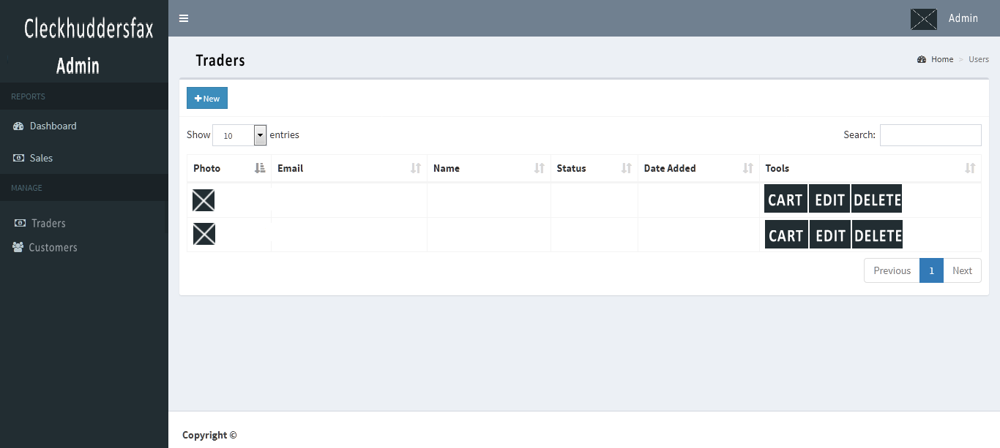 Cleckhuddersfax
Admin
Admin
REPORTS
Dashboard
Sales
MANAGE
Traders
Customers
Traders
Home > Users
New
Show 10 entries
Search:
Photo Email Name Status Date Added Tools
CART EDIT DELETE
CART EDIT DELETE
Previous 1 Next
Copyright ©